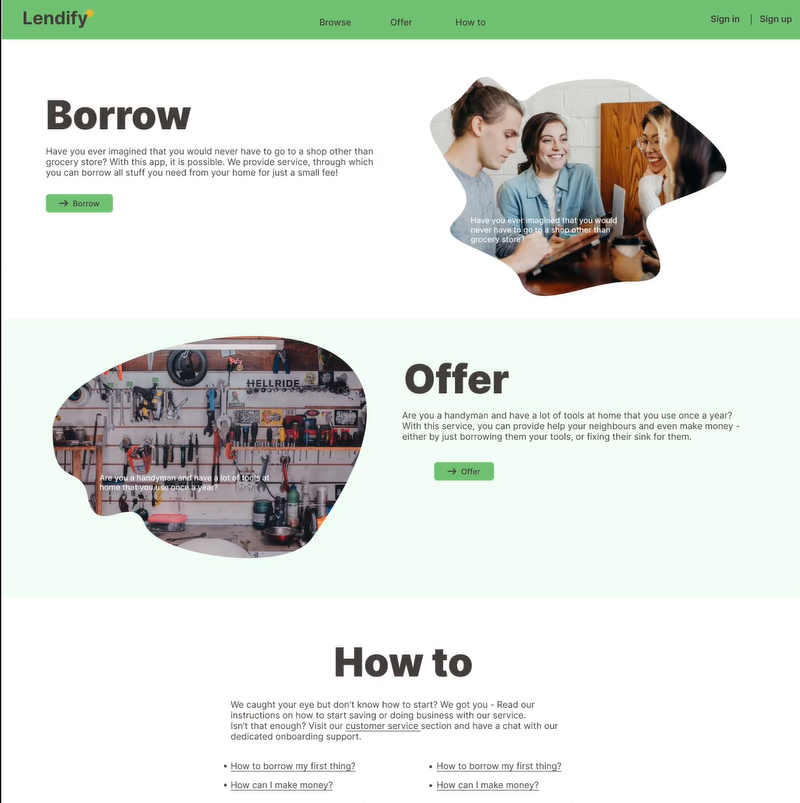 Lendify
Browse
Offer
How to
Sign in | Sign up
Borrow
Have you ever imagined that you would never have to go to a shop other than
grocery store? With this app, it is possible. We provide service, through which
you can borrow all stuff you need from your home for just a small fee!
→ Borrow
Have you ever imagined that you would
never have to go to a shop other than
grocery store?
HELLRIDE
Are you a handyman and have a lot of tools at
home that you use once a year?
Offer
Are you a handyman and have a lot of tools at home that you use once a year?
With this service, you can provide help your neighbours and even make money -
either by just borrowing them your tools, or fixing their sink for them.
→ Offer
How to
We caught your eye but don't know how to start? We got you - Read our
instructions on how to start saving or doing business with our service.
Isn't that enough? Visit our customer service section and have a chat with our
dedicated onboarding support.
• How to borrow my first thing?
• How can I make money?
• How to borrow my first thing?
• How can I make money?